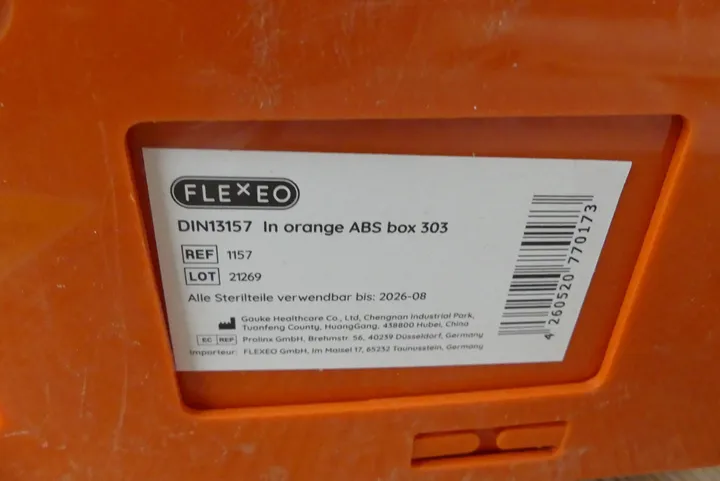 FLEXEO
DIN13157 In orange ABS box 303
REF 1157
LOT 21269
Alle Sterilteile verwendbar bis: 2026-08
Gauke Healthcare Co., Ltd, Chengnan Industrial Park,
Tuanfeng County, HuangGang, 438800 Hubei, China
EC REP Prolinx GmbH, Brehmstr. 56, 40239 Düsseldorf, Germany
Importeur: FLEXEO GmbH, Im Maisel 17, 65232 Taunusstein, Germany
4 260520 770173